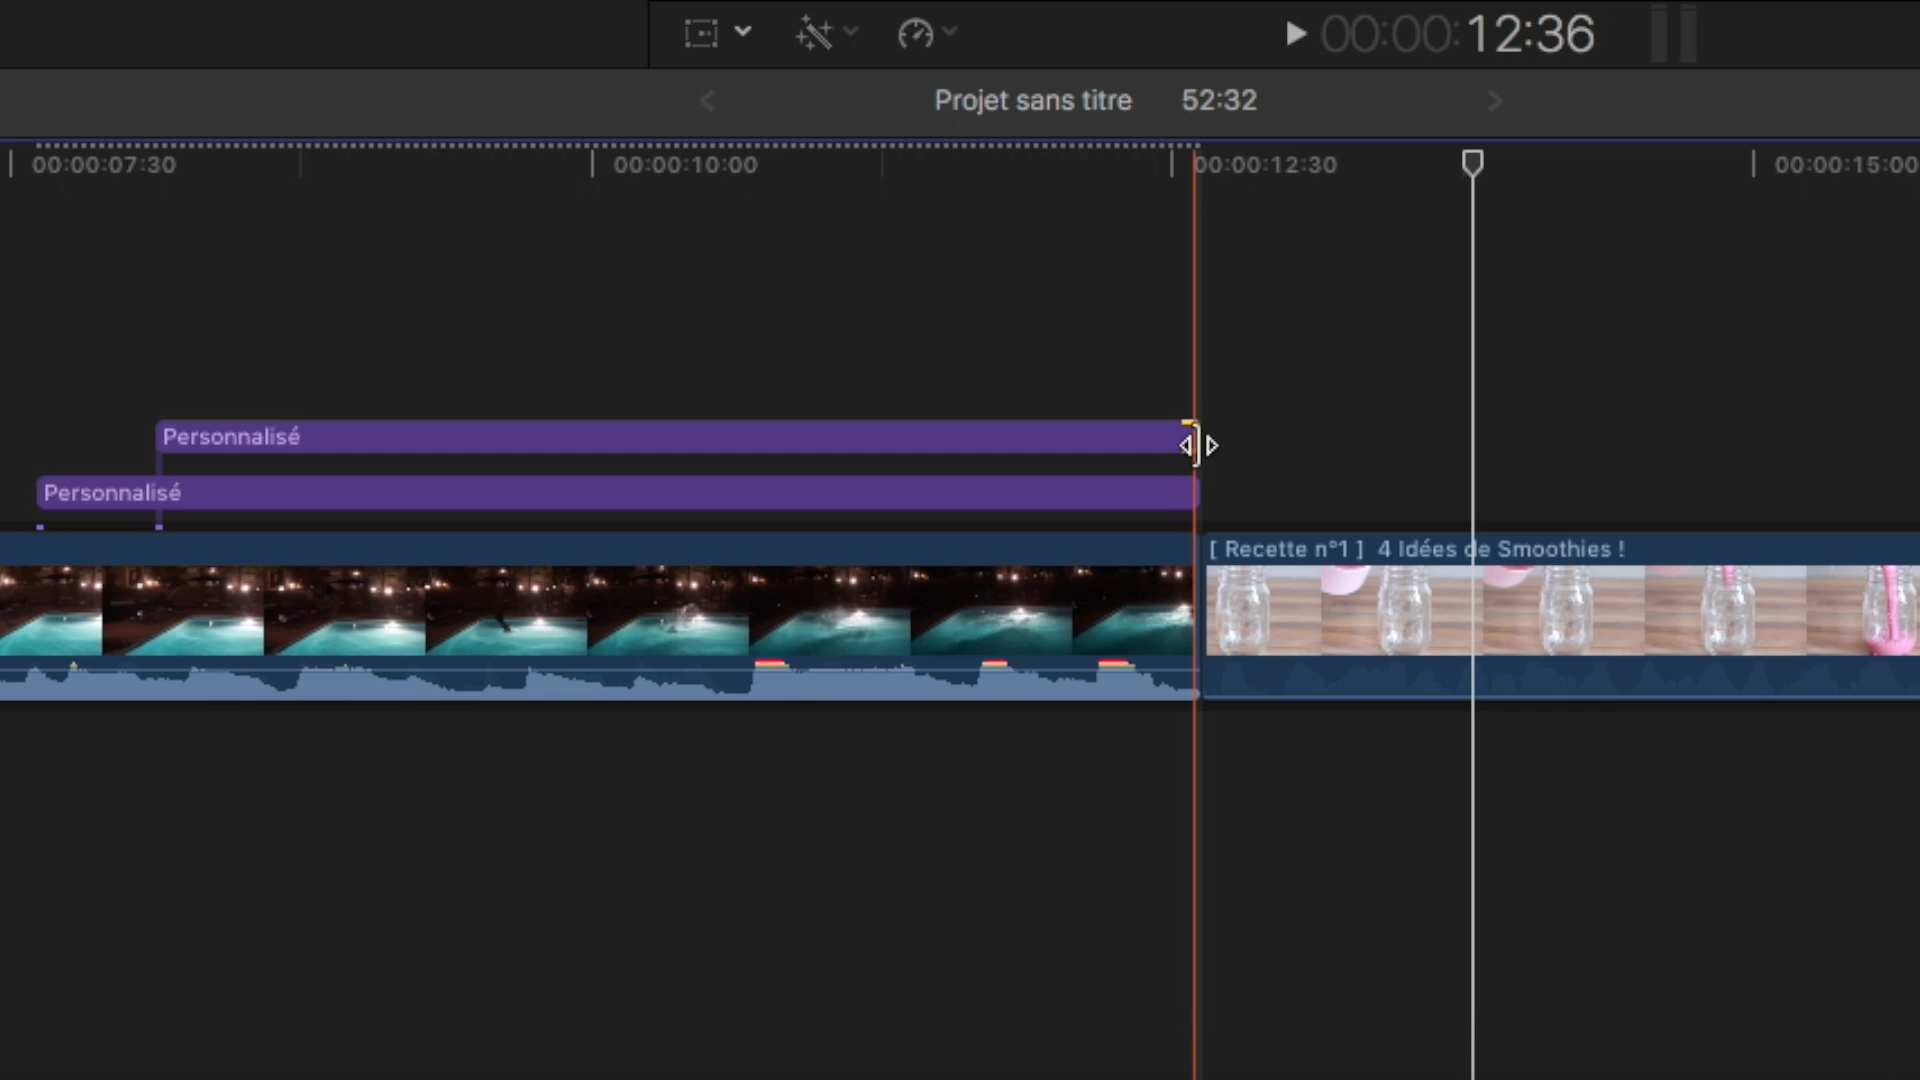 00:00:12:36
Projet sans titre 52:32
00:00:07:30 00:00:10:00 00:00:12:30 00:00:15:00
Personnalisé
Personnalisé
[ Recette n°1 ] 4 Idées de Smoothies !